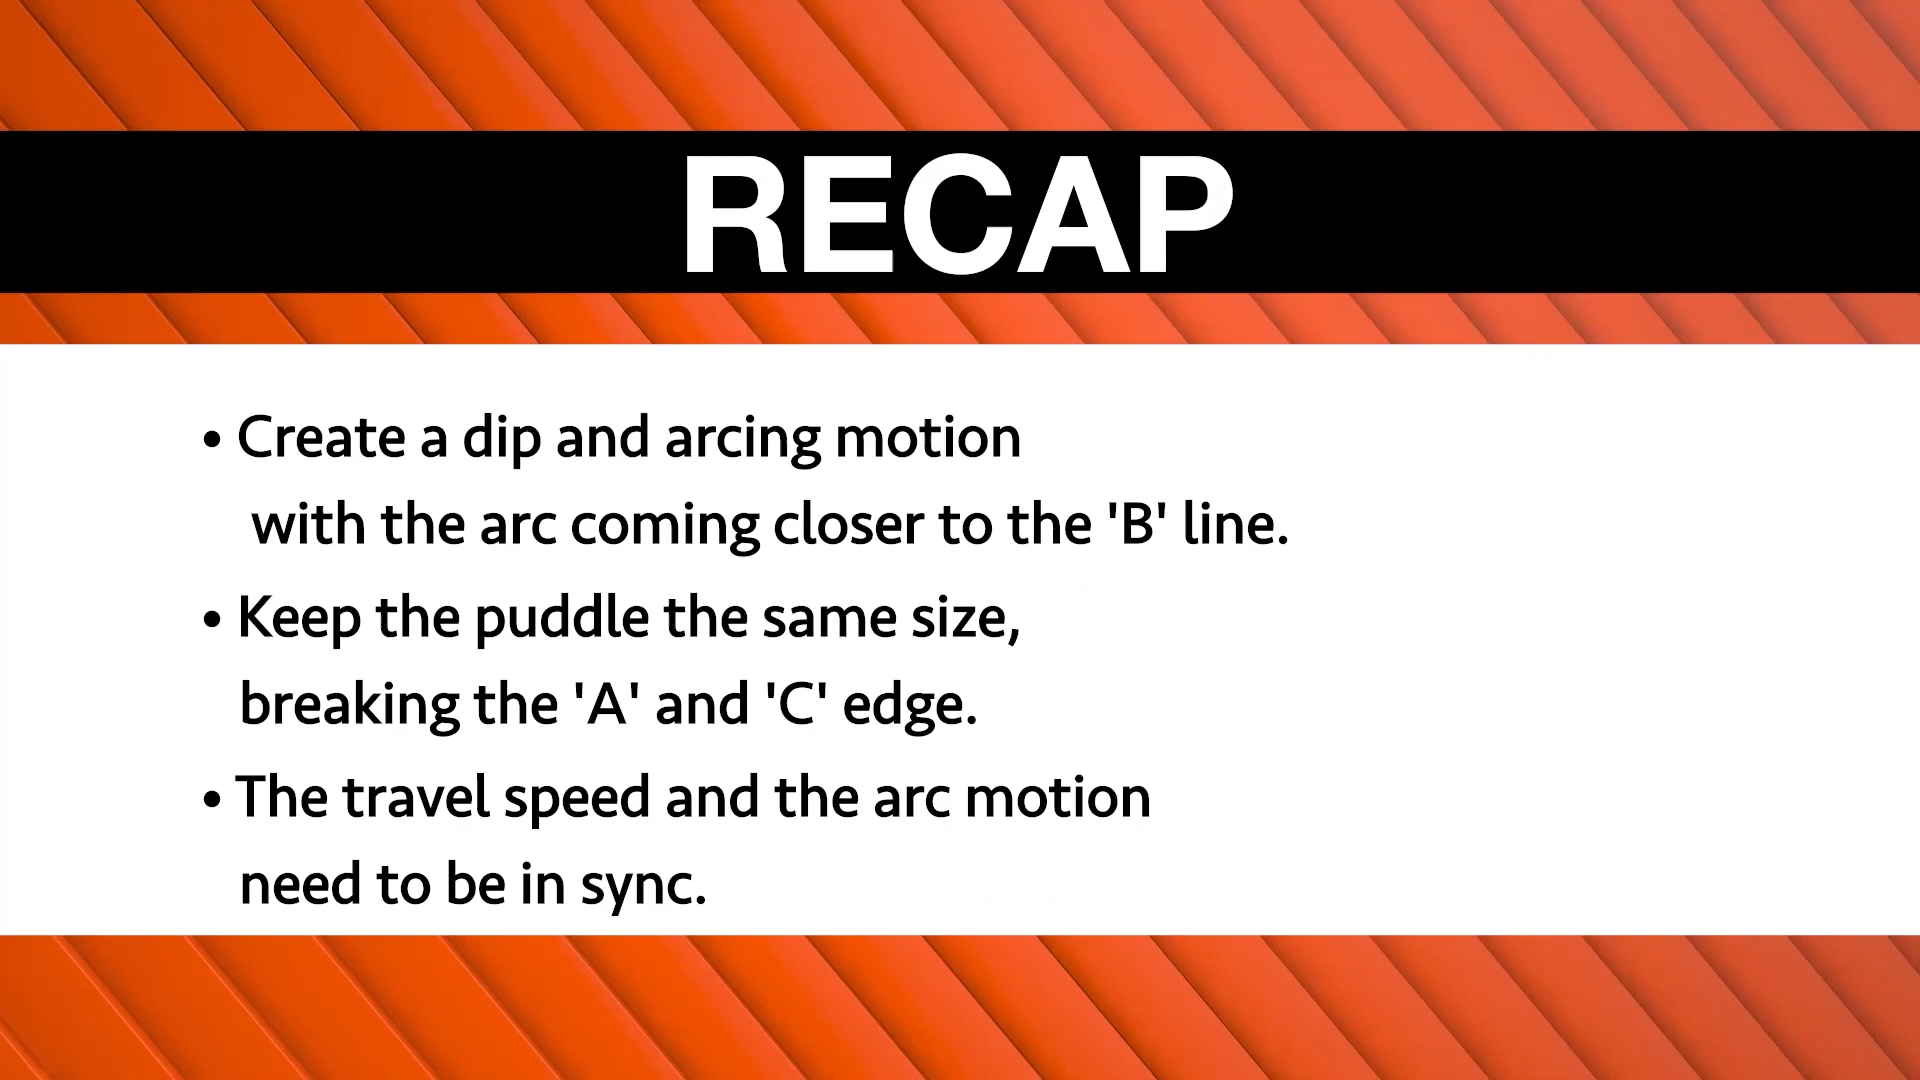 RECAP
• Create a dip and arcing motion
with the arc coming closer to the 'B' line.
• Keep the puddle the same size,
breaking the 'A' and 'C' edge.
• The travel speed and the arc motion
need to be in sync.